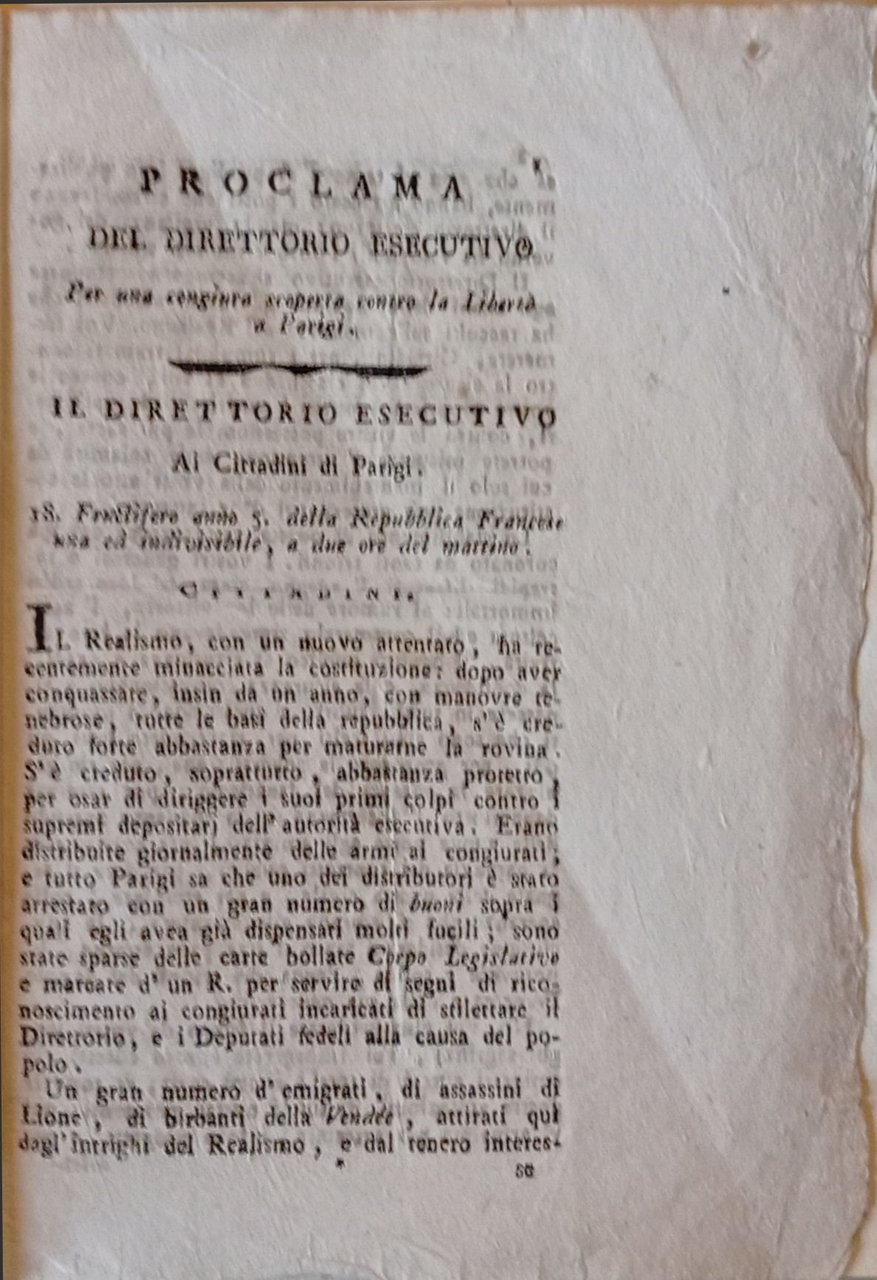 PROCLAMA
DEL DIRETTORIO ESECUTIVO
Per una congiura scoperta contro la Libertà
a Parigi.
IL DIRETTORIO ESECUTIVO
Ai Cittadini di Parigi.
18. Fruttifero anno 5. della Repubblica Francese
una ed indivisibile, a due ore del mattino.
CITTADINI.
IL Realismo, con un nuovo attentato, ha re-
centemente minacciata la costituzione: dopo aver
conquassate, insin da un anno, con manovre te-
nebrose, tutte le basi della repubblica, s'è cre-
duto forte abbastanza per maturarne la rovina.
S'è creduto, soprattutto, abbastanza protetto,
per osar di diriggere i suoi primi colpi contro i
supremi depositarj dell'autorità esecutiva. Erano
distribuite giornalmente delle armi ai congiurati;
e tutto Parigi sa che uno dei distributori è stato
arrestato con un gran numero di buoni sopra i
quali egli avea già dispensati molti fucili; sono
state sparse delle carte bollate Corpo Legislativo
e marcate d'un R. per servire di segni di rico-
noscimento ai congiurati incaricati di stilettare il
Direttorio, e i Deputati fedeli alla causa del po-
polo.
Un gran numero d'emigrati, di assassini di
Lione, di birbanti della Vendée, attirati qui
dagl'intrighi del Realismo, e dal tenero interes-
*
se